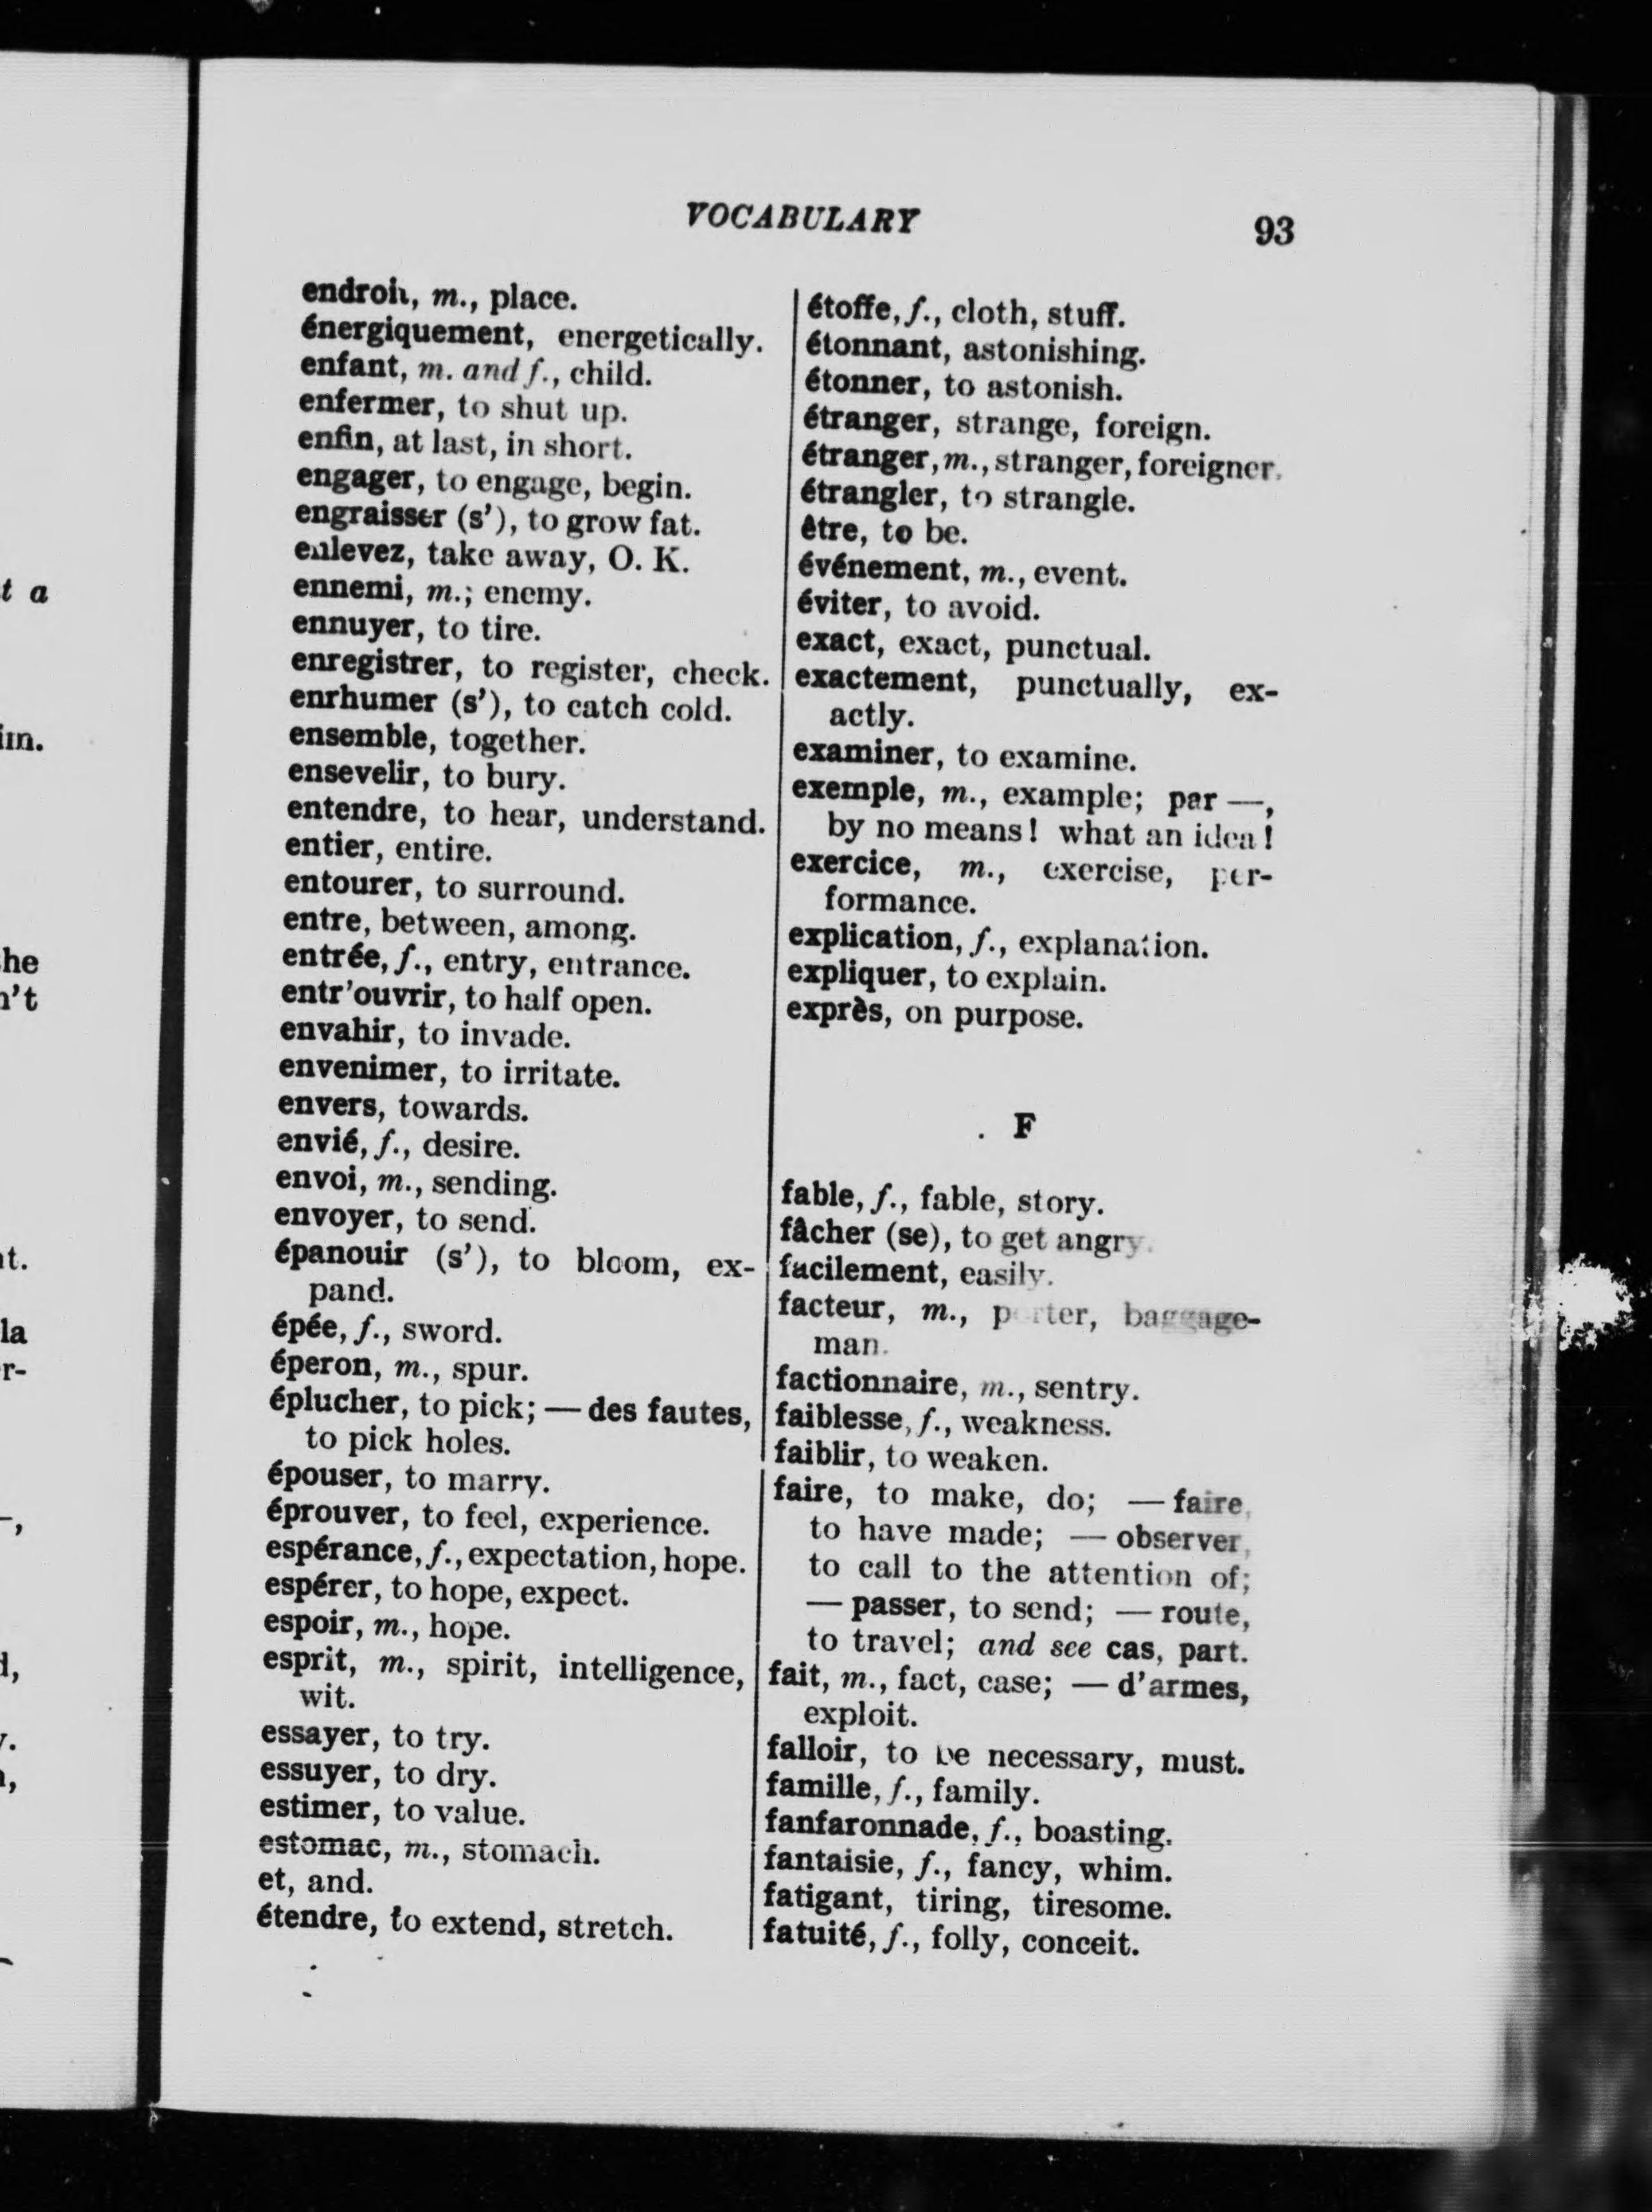 t a
im.
he
n't
at.
la
r-
VOCABULARY
93
endroit, m., place.
énergiquement, energetically.
enfant, m. and f., child.
enfermer, to shut up.
enfin, at last, in short.
engager, to engage, begin.
engraisser (s'), to grow fat.
enlevez, take away, O. K.
ennemi, m.; enemy.
ennuyer, to tire.
enregistrer, to register, check.
enrhumer (s'), to catch cold.
ensemble, together.
ensevelir, to bury.
entendre, to hear, understand.
entier, entire.
entourer, to surround.
entre, between, among.
entrée, f., entry, entrance.
entr'ouvrir, to half open.
envahir, to invade.
envenimer, to irritate.
envers, towards.
envié, f., desire.
envoi, m., sending.
envoyer, to send.
épanouir (s'), to bloom, ex-
pand.
épée, f., sword.
éperon, m., spur.
éplucher, to pick; — des fautes,
to pick holes.
épouser, to marry.
éprouver, to feel, experience.
espérance, f., expectation, hope.
espérer, to hope, expect.
espoir, m., hope.
esprit, m., spirit, intelligence,
wit.
essayer, to try.
essuyer, to dry.
estimer, to value.
estomac, m., stomach.
et, and.
étendre, to extend, stretch.
étoffe, f., cloth, stuff.
étonnant, astonishing.
étonner, to astonish.
étranger, strange, foreign.
étranger, m., stranger, foreigner.
étrangler, to strangle.
être, to be.
événement, m., event.
éviter, to avoid.
exact, exact, punctual.
exactement, punctually, ex-
actly.
examiner, to examine.
exemple, m., example; par —,
by no means! what an idea!
exercice, m., exercise, per-
formance.
explication, f., explanation.
expliquer, to explain.
exprès, on purpose.
F
fable, f., fable, story.
fâcher (se), to get angry.
facilement, easily.
facteur, m., porter, baggage-
man.
factionnaire, m., sentry.
faiblesse, f., weakness.
faiblir, to weaken.
faire, to make, do; — faire,
to have made; — observer,
to call to the attention of;
— passer, to send; — route,
to travel; and see cas, part.
fait, m., fact, case; — d'armes,
exploit.
falloir, to be necessary, must.
famille, f., family.
fanfaronnade, f., boasting.
fantaisie, f., fancy, whim.
fatigant, tiring, tiresome.
fatuité, f., folly, conceit.